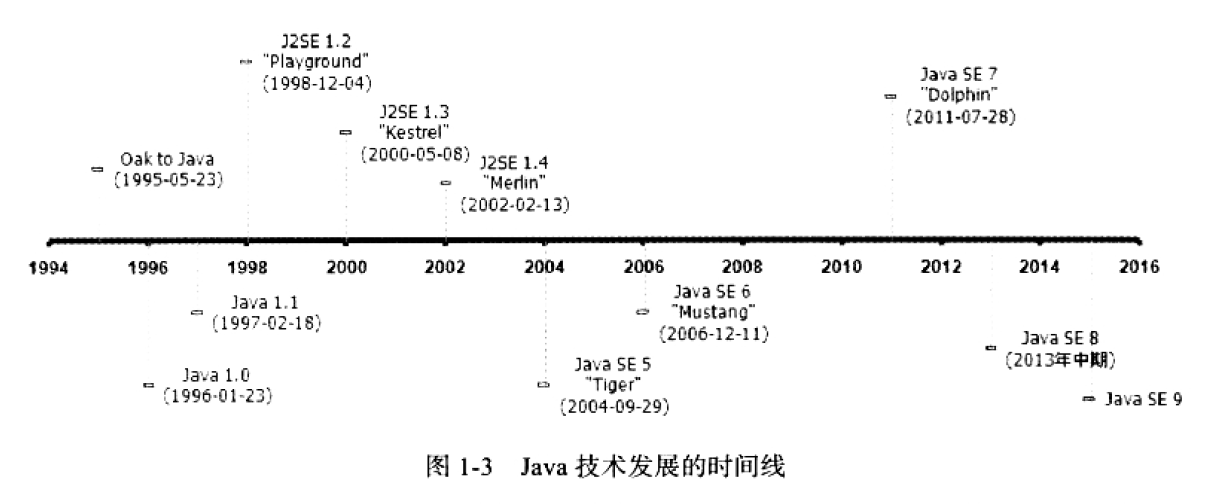 J2SE 1.2
"Playground"
(1998-12-04)
Java SE 7
"Dolphin"
(2011-07-28)
J2SE 1.3
"Kestrel"
(2000-05-08)
Oak to Java
(1995-05-23)
J2SE 1.4
"Merlin"
(2002-02-13)
1994 1996 1998 2000 2002 2004 2006 2008 2010 2012 2014 2016
Java 1.1
(1997-02-18)
Java SE 6
"Mustang"
(2006-12-11)
Java SE 8
(2013年中期)
Java 1.0
(1996-01-23)
Java SE 5
"Tiger"
(2004-09-29)
Java SE 9
图 1-3 Java 技术发展的时间线